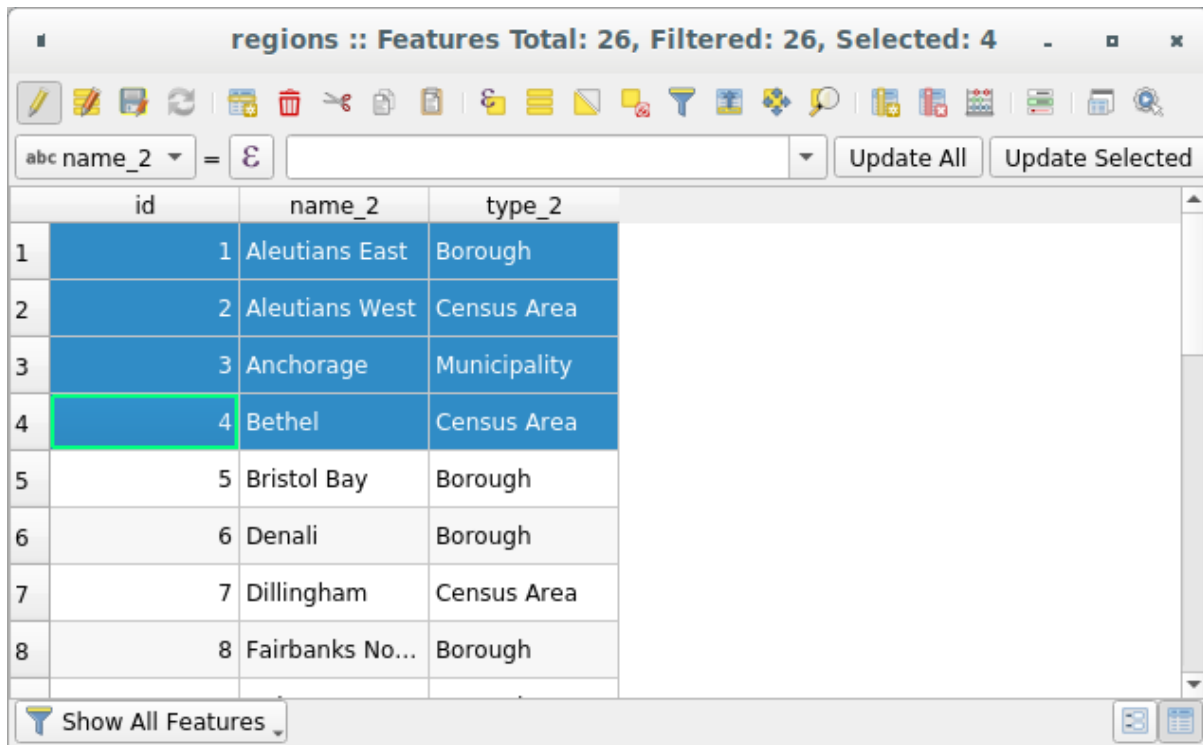 regions :: Features Total: 26, Filtered: 26, Selected: 4
abc name_2 = ε Update All Update Selected
id name_2 type_2
1 1 Aleutians East Borough
2 2 Aleutians West Census Area
3 3 Anchorage Municipality
4 4 Bethel Census Area
5 5 Bristol Bay Borough
6 6 Denali Borough
7 7 Dillingham Census Area
8 8 Fairbanks No... Borough
Show All Features